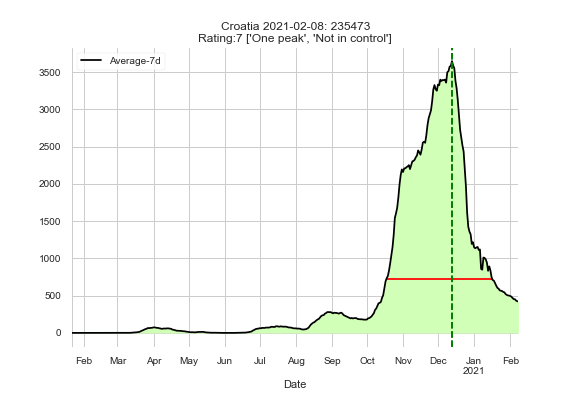 Croatia 2021-02-08: 235473
Rating:7 ['One peak', 'Not in control']
Average-7d
3500
3000
2500
2000
1500
1000
500
0
Feb Mar Apr May Jun Jul Aug Sep Oct Nov Dec Jan Feb
2021
Date